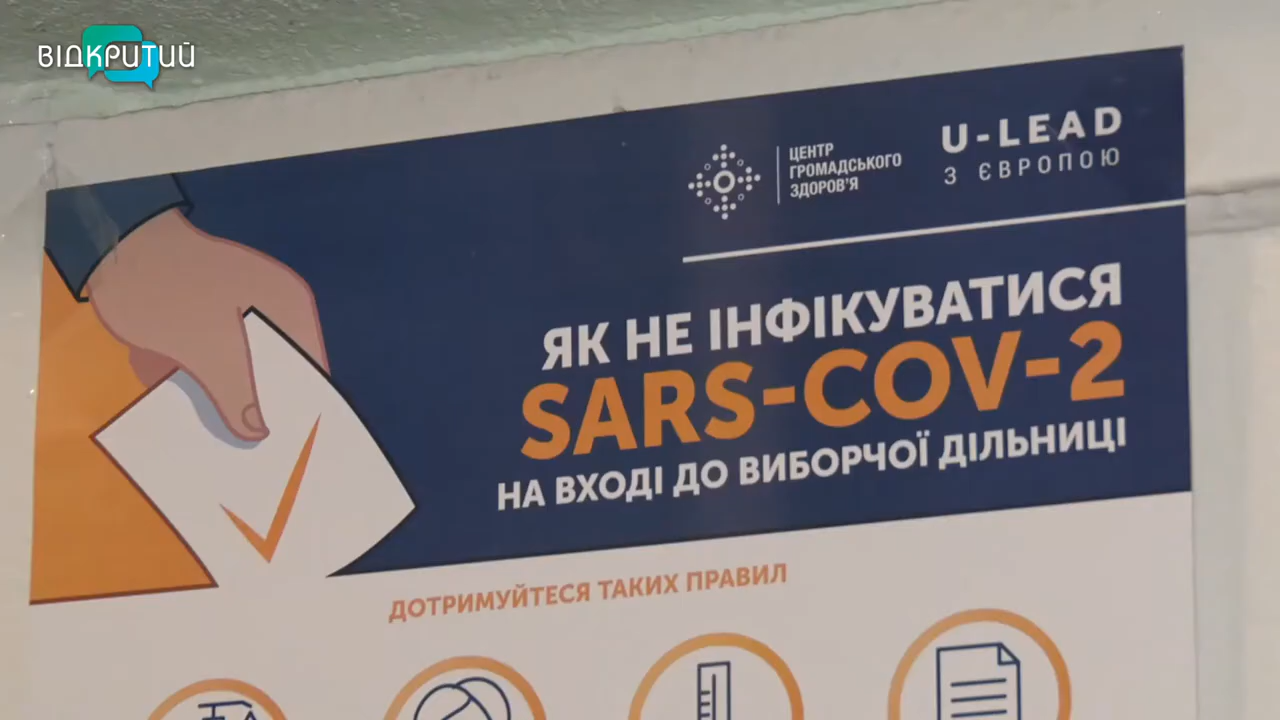 ВІДКРИТИЙ
ЦЕНТР
ГРОМАДСЬКОГО
ЗДОРОВ'Я
U-LEAD
З ЄВРОПОЮ
ЯК НЕ ІНФІКУВАТИСЯ
SARS-COV-2
НА ВХОДІ ДО ВИБОРЧОЇ ДІЛЬНИЦІ
ДОТРИМУЙТЕСЯ ТАКИХ ПРАВИЛ